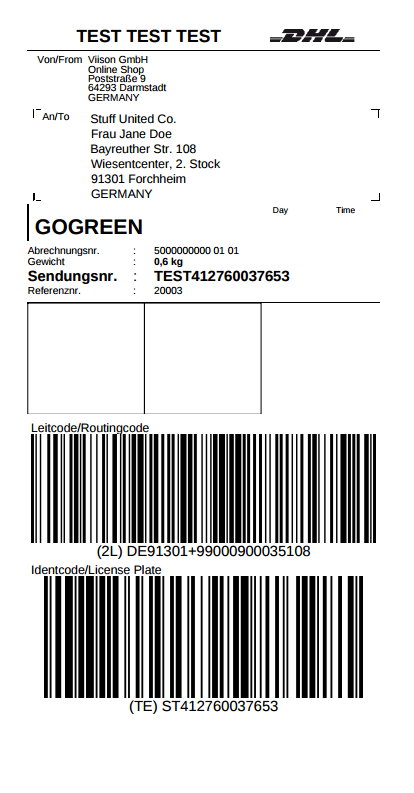 TEST TEST TEST
DHL
Von/From Viison GmbH
Online Shop
Poststraße 9
64293 Darmstadt
GERMANY
An/To Stuff United Co.
Frau Jane Doe
Bayreuther Str. 108
Wiesentcenter, 2. Stock
91301 Forchheim
GERMANY
Day Time
GOGREEN
Abrechnungsnr. : 5000000000 01 01
Gewicht : 0,6 kg
Sendungsnr. : TEST412760037653
Referenznr. : 20003
Leitcode/Routingcode
(2L) DE91301+99000900035108
Identcode/License Plate
(TE) ST412760037653